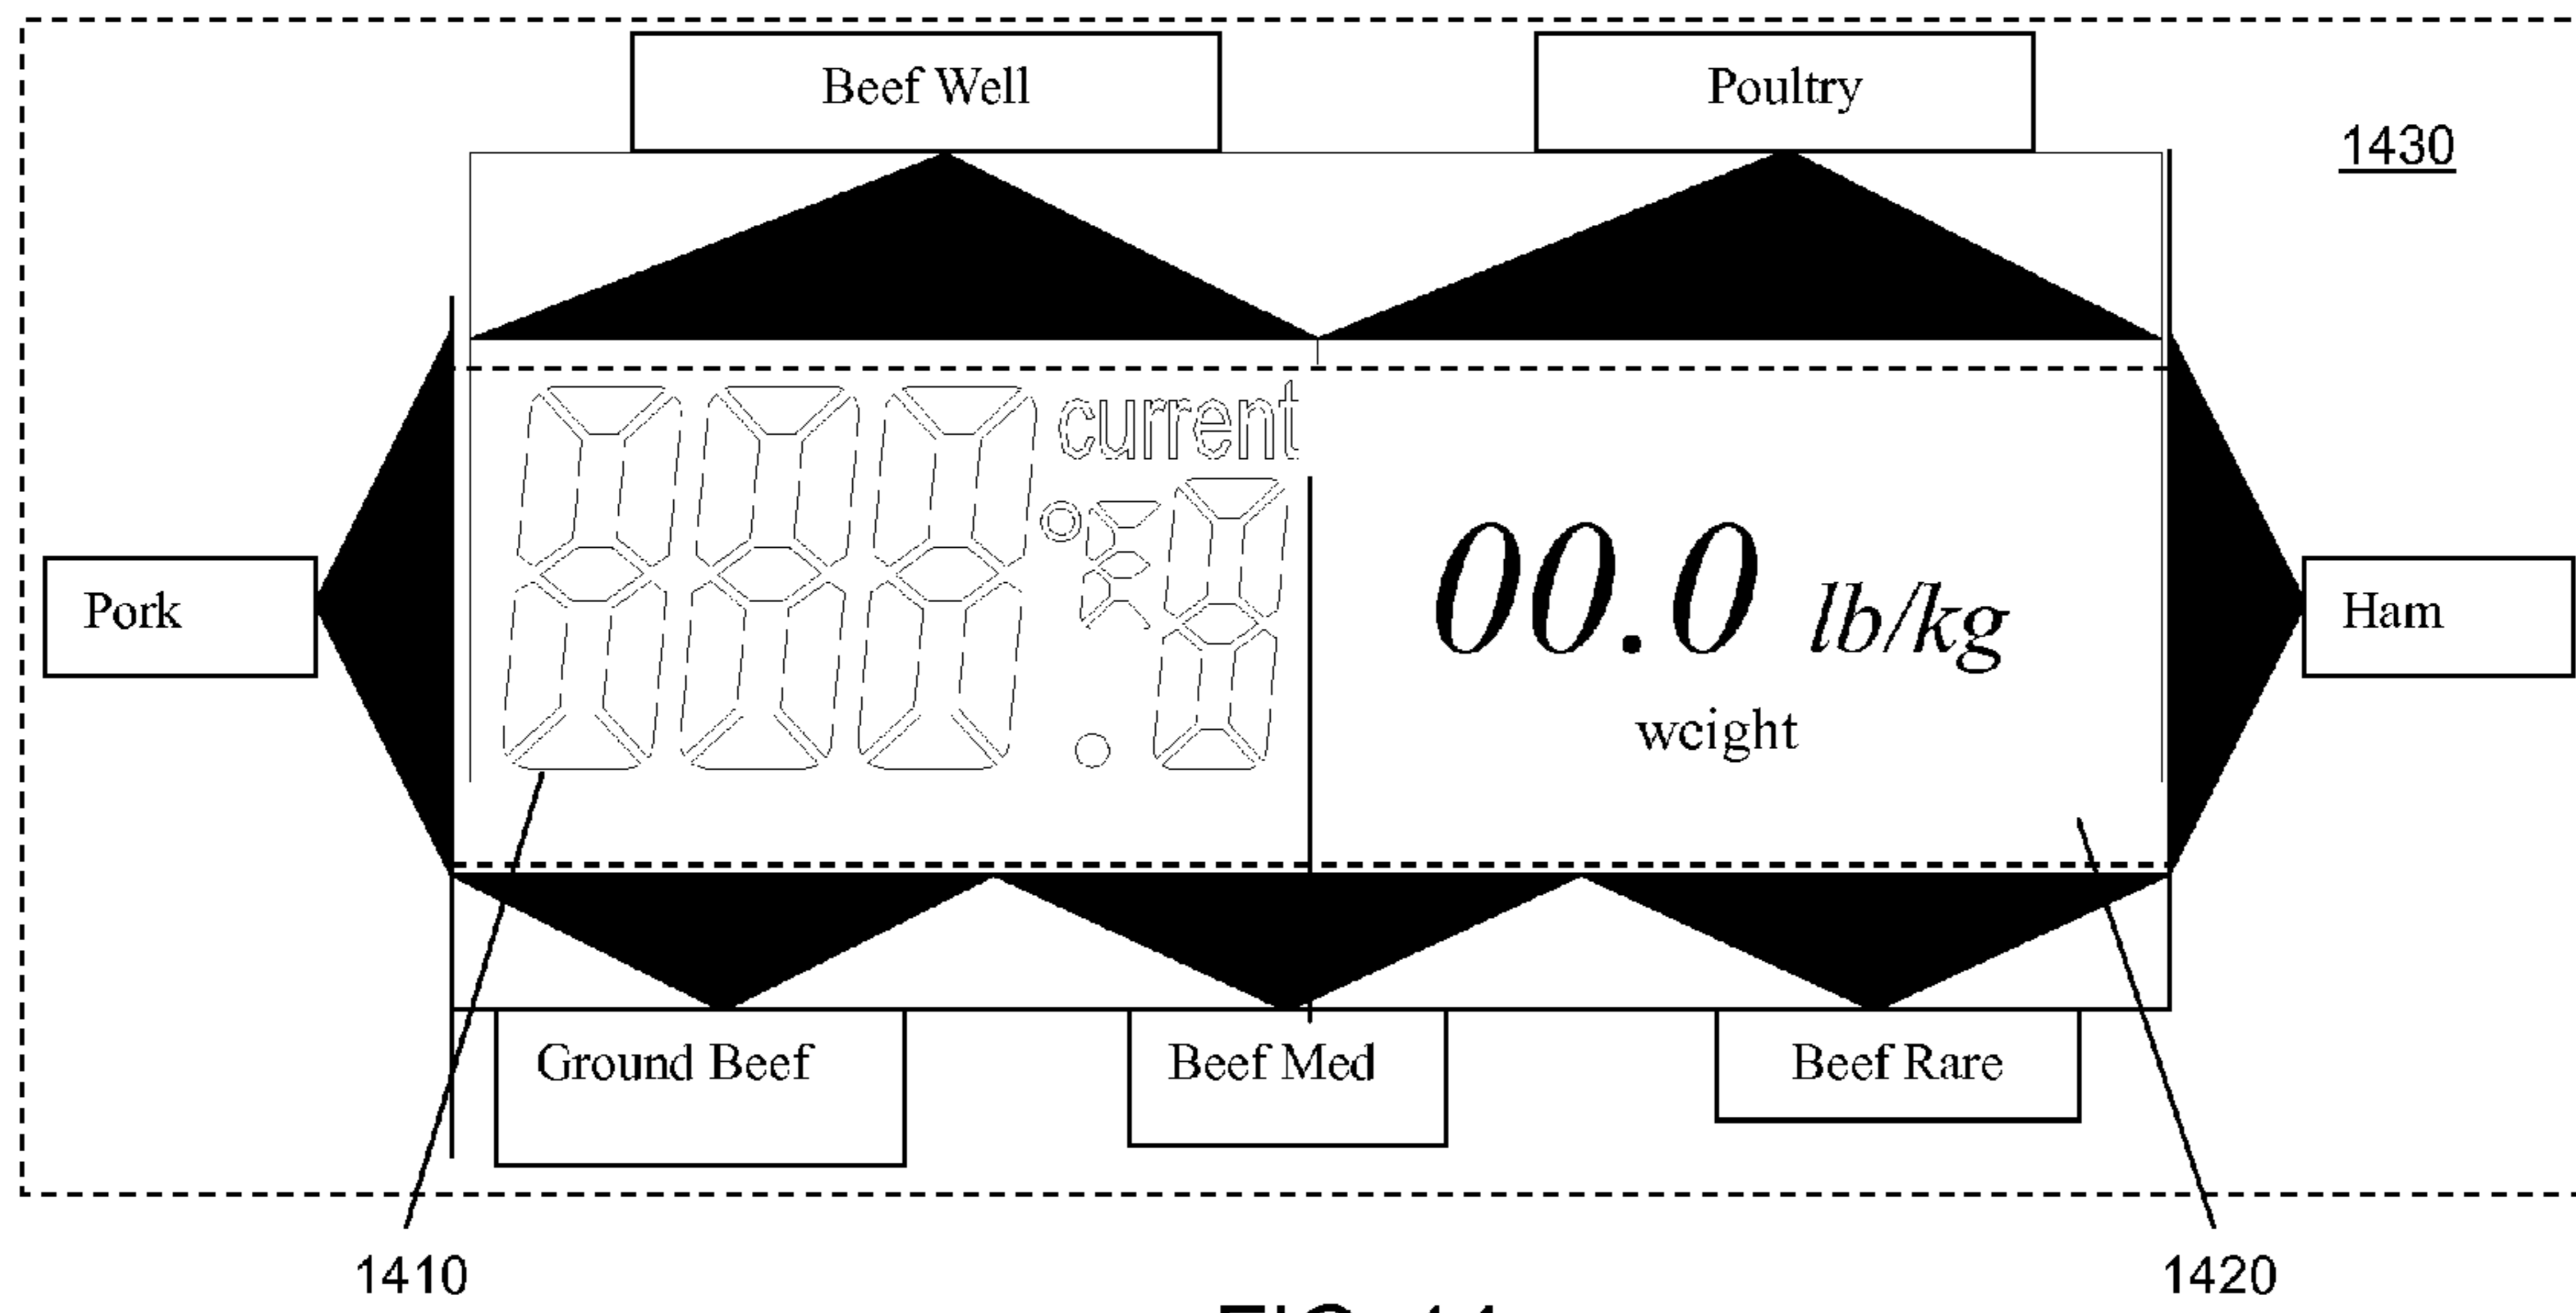 Beef Well
Poultry
1430
current
°F
00.0 lb/kg
weight
Pork
Ham
Ground Beef
Beef Med
Beef Rare
1410
1420